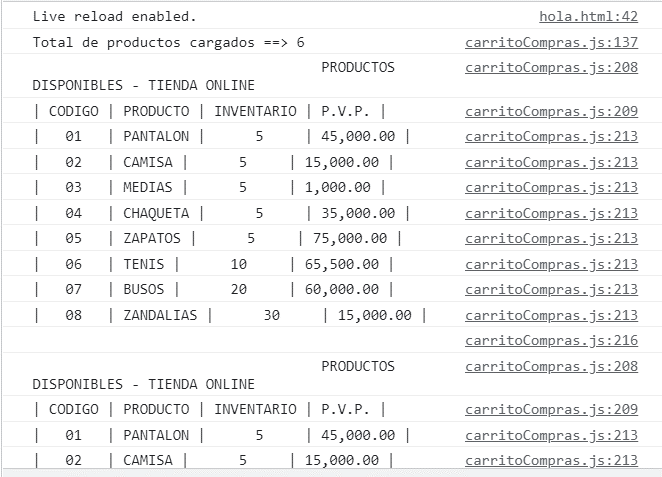 Live reload enabled. hola.html:42
Total de productos cargados ==> 6 carritoCompras.js:137
PRODUCTOS carritoCompras.js:208
DISPONIBLES - TIENDA ONLINE
| CODIGO | PRODUCTO | INVENTARIO | P.V.P. | carritoCompras.js:209
| 01 | PANTALON | 5 | 45,000.00 | carritoCompras.js:213
| 02 | CAMISA | 5 | 15,000.00 | carritoCompras.js:213
| 03 | MEDIAS | 5 | 1,000.00 | carritoCompras.js:213
| 04 | CHAQUETA | 5 | 35,000.00 | carritoCompras.js:213
| 05 | ZAPATOS | 5 | 75,000.00 | carritoCompras.js:213
| 06 | TENIS | 10 | 65,500.00 | carritoCompras.js:213
| 07 | BUSOS | 20 | 60,000.00 | carritoCompras.js:213
| 08 | ZANDALIAS | 30 | 15,000.00 | carritoCompras.js:213
carritoCompras.js:216
PRODUCTOS carritoCompras.js:208
DISPONIBLES - TIENDA ONLINE
| CODIGO | PRODUCTO | INVENTARIO | P.V.P. | carritoCompras.js:209
| 01 | PANTALON | 5 | 45,000.00 | carritoCompras.js:213
| 02 | CAMISA | 5 | 15,000.00 | carritoCompras.js:213